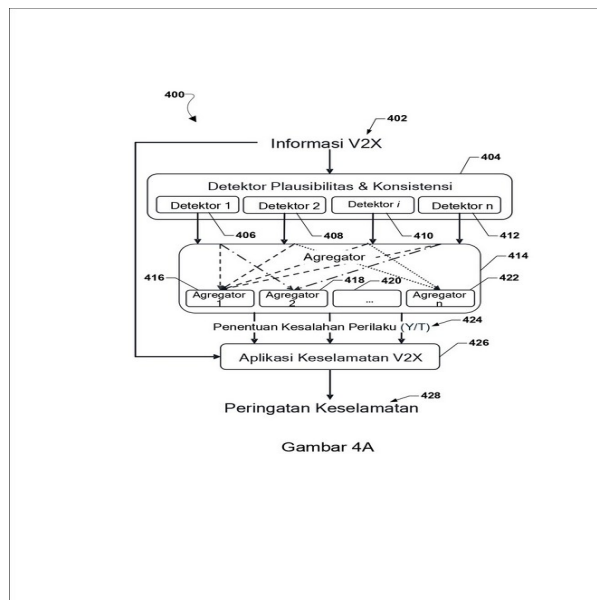 400
402
Informasi V2X
404
Detektor Plausibilitas & Konsistensi
Detektor 1 Detektor 2 Detektor i Detektor n
406 408 410 412
Agregator
414
416 418 420 422
Agregator 1 Agregator 2 ... Agregator n
Penentuan Kesalahan Perilaku (Y/T)
424
Aplikasi Keselamatan V2X
426
428
Peringatan Keselamatan
Gambar 4A